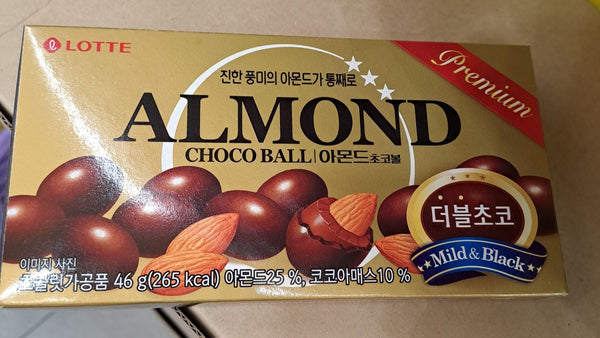 LOTTE
Premium
진한 풍미의 아몬드가 통째로
ALMOND
CHOCO BALL | 아몬드초코볼
더블초코
Mild & Black
이미지 사진
초콜릿가공품 46 g(265 kcal) 아몬드25 %, 코코아매스10 %